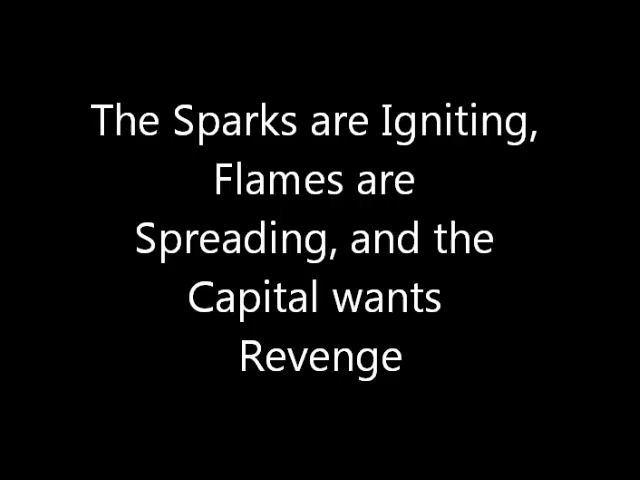 The Sparks are Igniting,
Flames are
Spreading, and the
Capital wants
Revenge